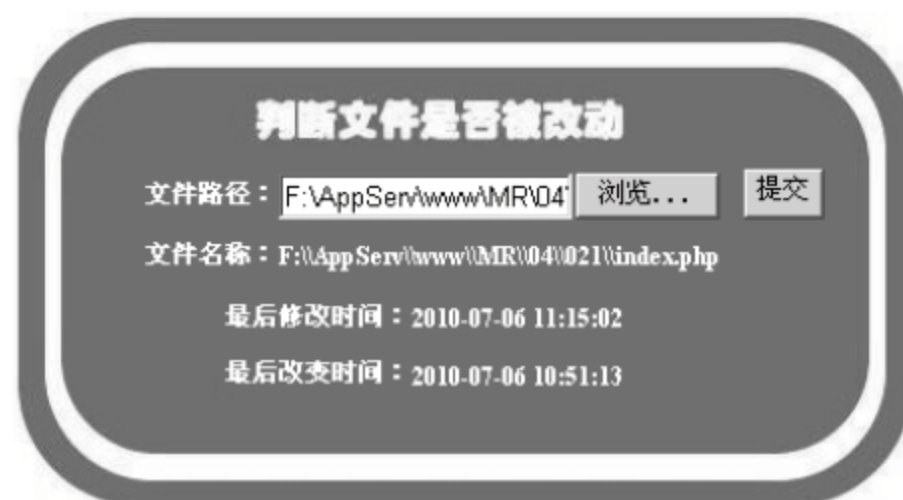 判断文件是否被改动
文件路径：F:\AppServ\www\MR\04\ 浏览... 提交
文件名称：F:\\AppServ\\www\\MR\\04\\021\\index.php
最后修改时间：2010-07-06 11:15:02
最后改变时间：2010-07-06 10:51:13